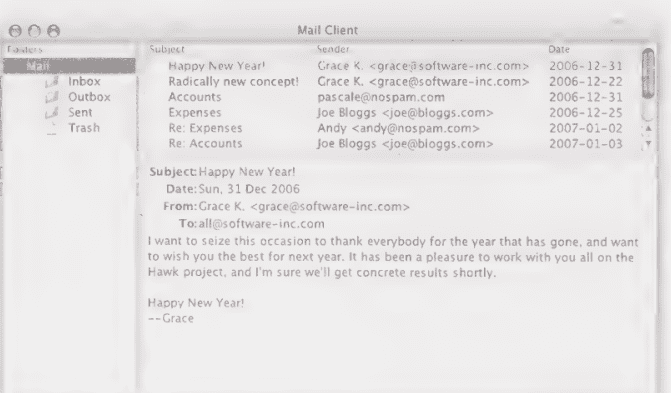 Mail Client
Folders
Subject Sender Date
Mail
Happy New Year! Grace K. <grace@software-inc.com> 2006-12-31
Inbox
Radically new concept! Grace K. <grace@software-inc.com> 2006-12-22
Outbox
Accounts pascale@nospam.com 2006-12-31
Sent
Expenses Joe Bloggs <joe@bloggs.com> 2006-12-25
Trash
Re: Expenses Andy <andy@nospam.com> 2007-01-02
Re: Accounts Joe Bloggs <joe@bloggs.com> 2007-01-03
Subject: Happy New Year!
Date: Sun, 31 Dec 2006
From: Grace K. <grace@software-inc.com>
To: all@software-inc.com
I want to seize this occasion to thank everybody for the year that has gone, and want
to wish you the best for next year. It has been a pleasure to work with you all on the
Hawk project, and I'm sure we'll get concrete results shortly.
Happy New Year!
--Grace